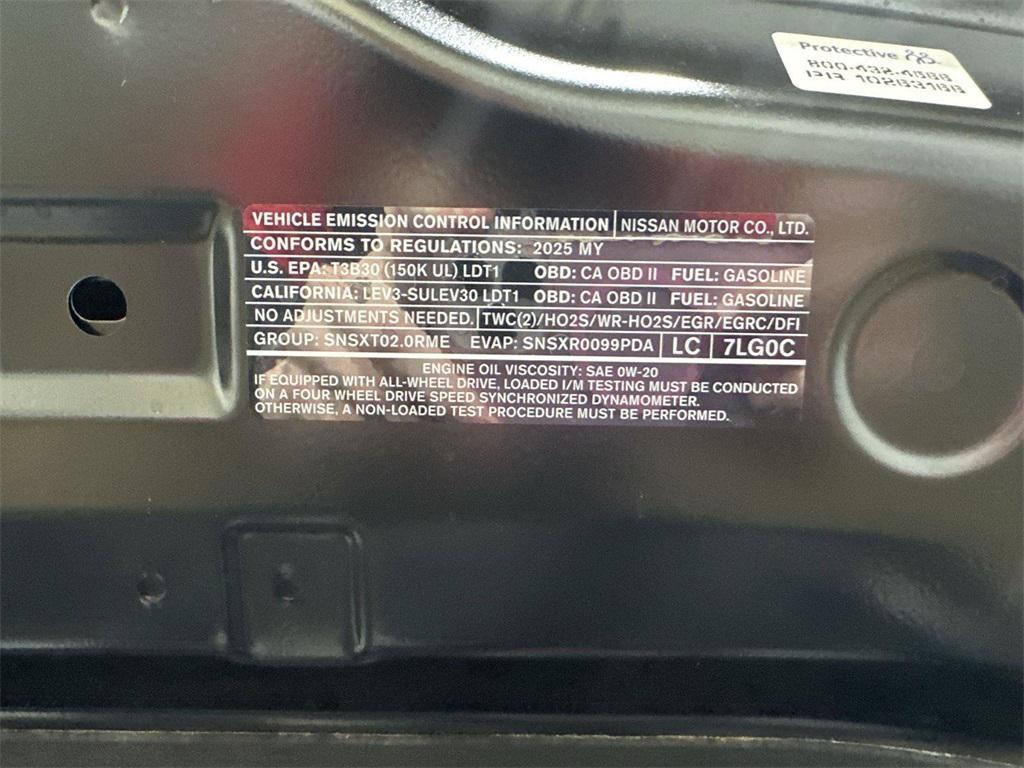 Protective
VEHICLE EMISSION CONTROL INFORMATION NISSAN MOTOR CO., LTD.
CONFORMS TO REGULATIONS: 2025 MY
U.S. EPA: T3B30 (150K UL) LDT1 OBD: CA OBD II FUEL: GASOLINE
CALIFORNIA: LEV3-SULEV30 LDT1 OBD: CA OBD II FUEL: GASOLINE
NO ADJUSTMENTS NEEDED. TWC(2)/HO2S/WR-HO2S/EGR/EGRC/DFI
GROUP: SNSXT02.0RME EVAP: SNSXR0099PDA LC 7LG0C
ENGINE OIL VISCOSITY: SAE 0W-20
IF EQUIPPED WITH ALL-WHEEL DRIVE, LOADED I/M TESTING MUST BE CONDUCTED
ON A FOUR WHEEL DRIVE SPEED SYNCHRONIZED DYNAMOMETER.
OTHERWISE, A NON-LOADED TEST PROCEDURE MUST BE PERFORMED.